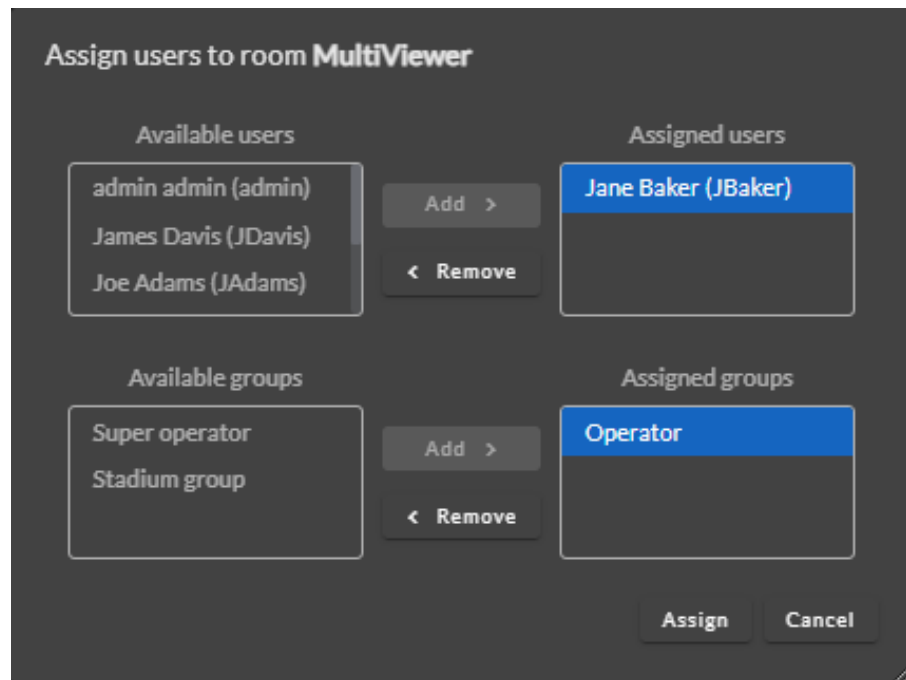 Assign users to room MultiViewer
Available users
Assigned users
admin admin (admin)
James Davis (JDavis)
Joe Adams (JAdams)
Add >
< Remove
Jane Baker (JBaker)
Available groups
Assigned groups
Super operator
Stadium group
Add >
< Remove
Operator
Assign
Cancel